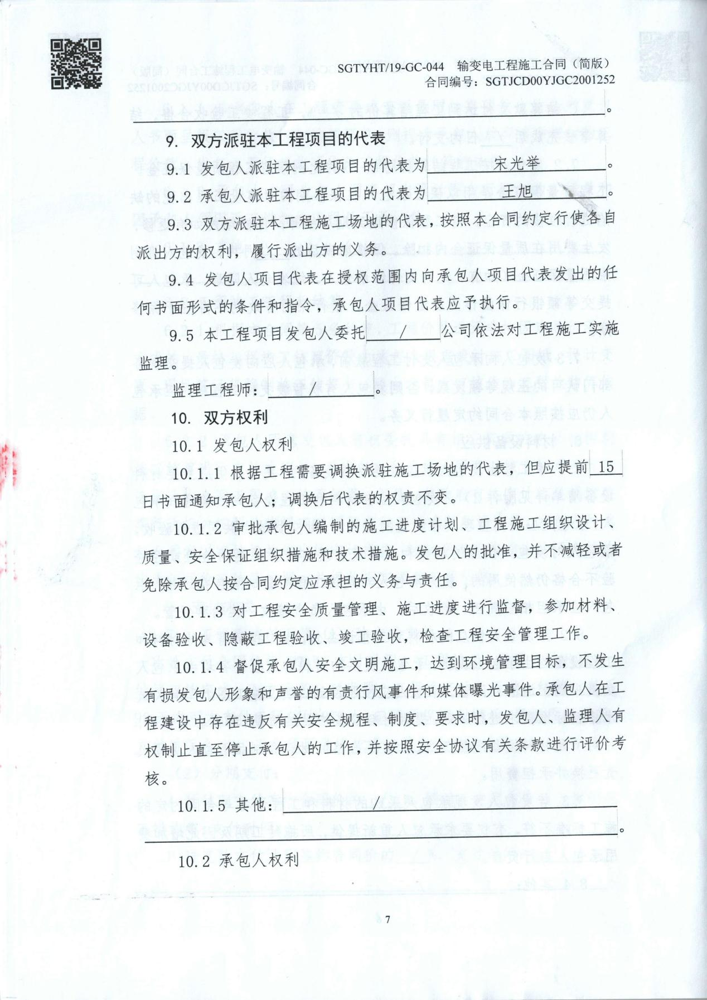 SGTYHT/19-GC-044 输变电工程施工合同（简版）
合同编号：SGTJCD00YJGC2001252
。
9. 双方派驻本工程项目的代表
9.1 发包人派驻本工程项目的代表为 宋光举 。
9.2 承包人派驻本工程项目的代表为 王旭 。
9.3 双方派驻本工程施工场地的代表，按照本合同约定行使各自
派出方的权利，履行派出方的义务。
9.4 发包人项目代表在授权范围内向承包人项目代表发出的任
何书面形式的条件和指令，承包人项目代表应予执行。
9.5 本工程项目发包人委托 / 公司依法对工程施工实施
监理。
监理工程师： / 。
10. 双方权利
10.1 发包人权利
10.1.1 根据工程需要调换派驻施工场地的代表，但应提前 15
日书面通知承包人；调换后代表的权责不变。
10.1.2 审批承包人编制的施工进度计划、工程施工组织设计、
质量、安全保证组织措施和技术措施。发包人的批准，并不减轻或者
免除承包人按合同约定应承担的义务与责任。
10.1.3 对工程安全质量管理、施工进度进行监督，参加材料、
设备验收、隐蔽工程验收、竣工验收，检查工程安全管理工作。
10.1.4 督促承包人安全文明施工，达到环境管理目标，不发生
有损发包人形象和声誉的有责行风事件和媒体曝光事件。承包人在工
程建设中存在违反有关安全规程、制度、要求时，发包人、监理人有
权制止直至停止承包人的工作，并按照安全协议有关条款进行评价考
核。
10.1.5 其他： /
。
10.2 承包人权利
7